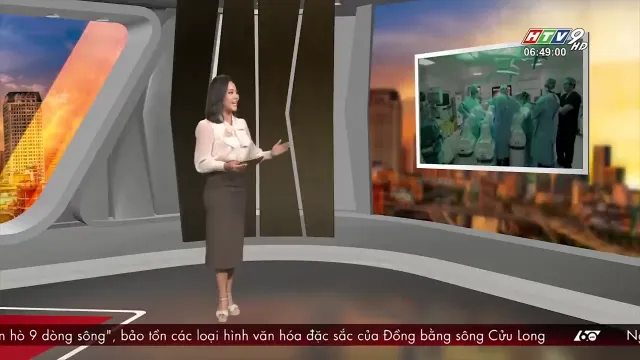 HTV9 HD
06:49:00
n hò 9 dòng sông", bảo tồn các loại hình văn hóa đặc sắc của Đồng bằng sông Cửu Long
60 Ng